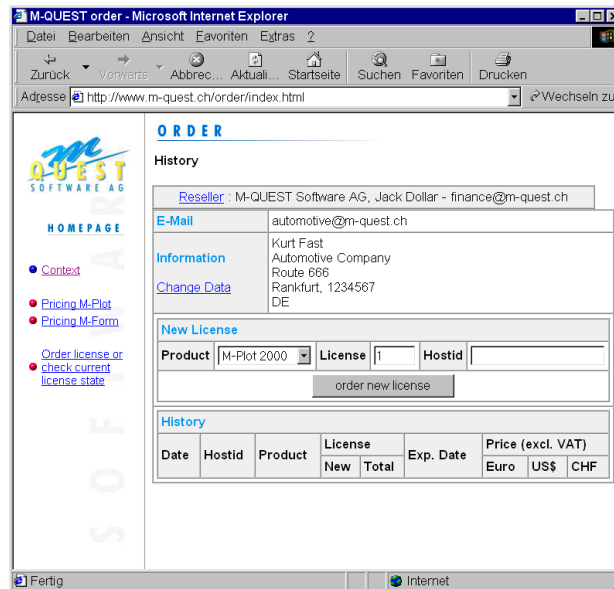 M-QUEST order - Microsoft Internet Explorer
Datei Bearbeiten Ansicht Favoriten Extras ?
Zurück Vorwärts Abbrec... Aktuali... Startseite Suchen Favoriten Drucken
Adresse http://www.m-quest.ch/order/index.html Wechseln zu
m
QUEST
SOFTWARE AG
HOMEPAGE
Context
Pricing M-Plot
Pricing M-Form
Order license or
check current
license state
ORDER
History
Reseller : M-QUEST Software AG, Jack Dollar - finance@m-quest.ch
E-Mail automotive@m-quest.ch
Information
Change Data
Kurt Fast
Automotive Company
Route 666
Rankfurt, 1234567
DE
New License
Product M-Plot 2000 License 1 Hostid
order new license
History
Date Hostid Product License Exp. Date Price (excl. VAT)
New Total Euro US$ CHF
Fertig Internet